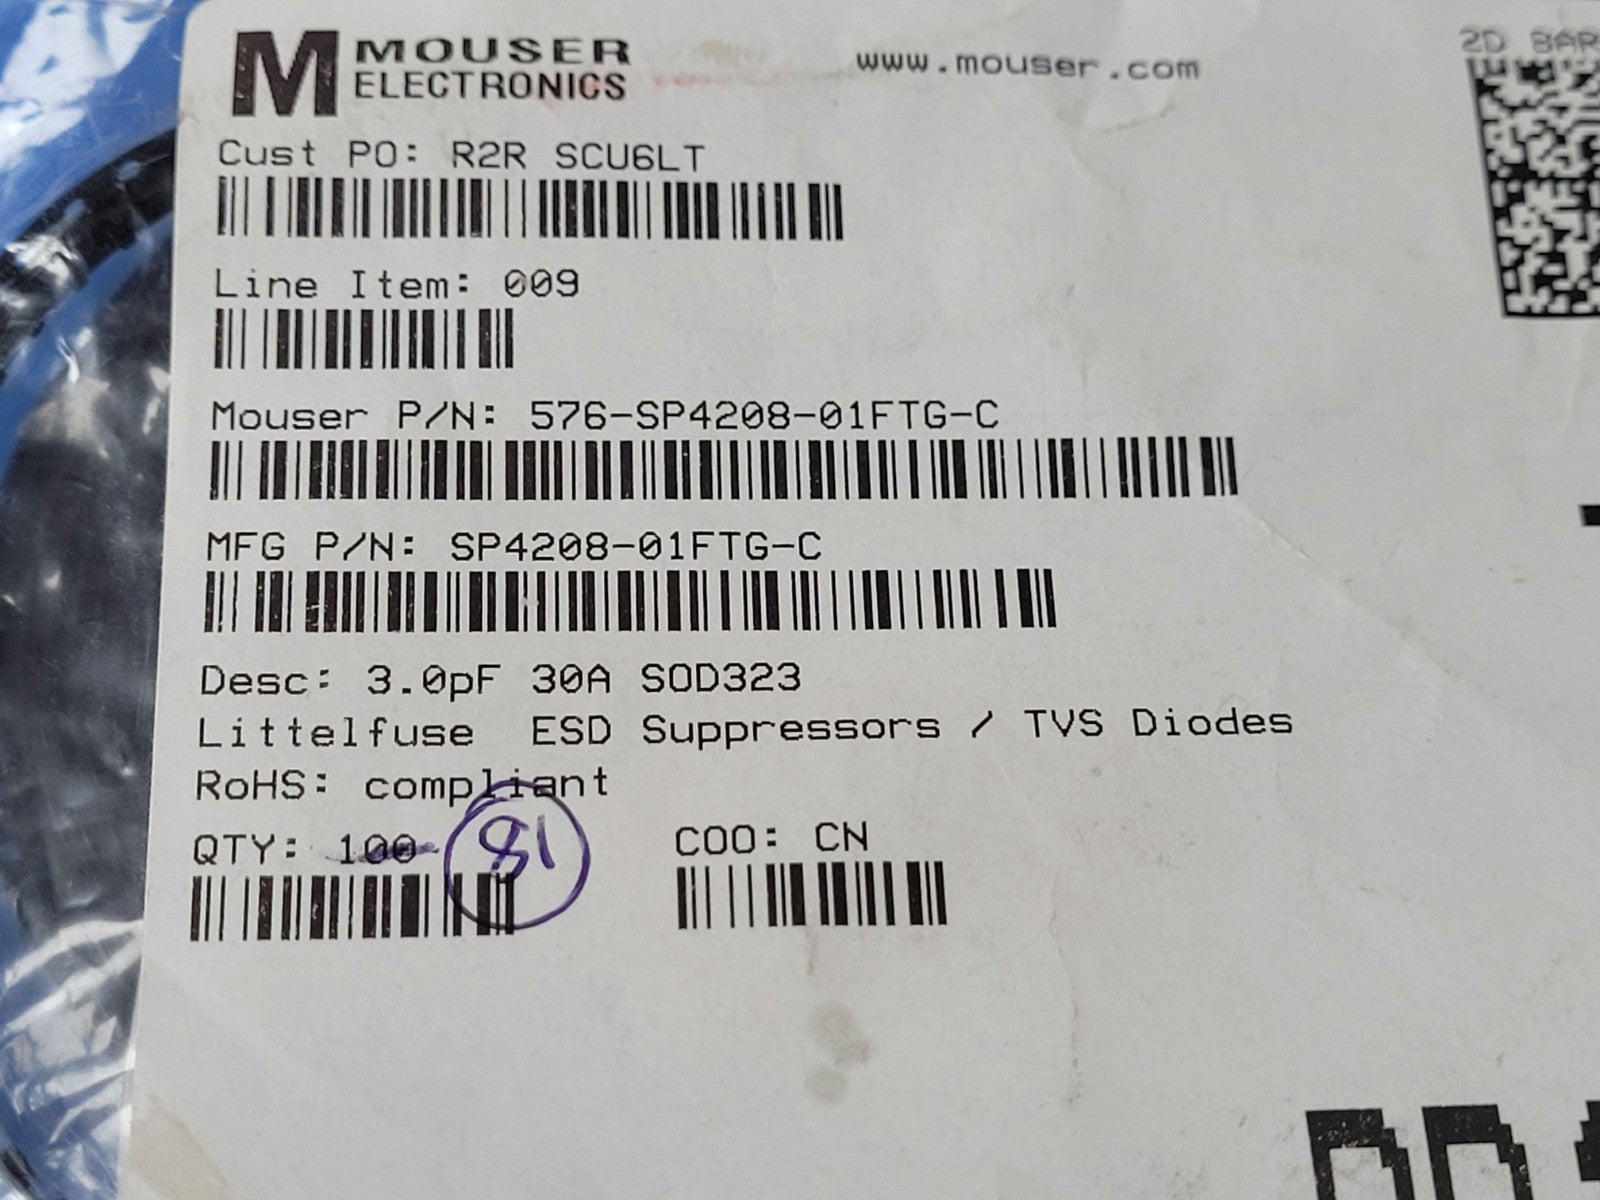 MOUSER
ELECTRONICS
www.mouser.com
2D BAR
Cust PO: R2R SCU6LT
Line Item: 009
Mouser P/N: 576-SP4208-01FTG-C
MFG P/N: SP4208-01FTG-C
Desc: 3.0pF 30A SOD323
Littelfuse ESD Suppressors / TVS Diodes
RoHS: compliant
QTY: 100 81 COO: CN